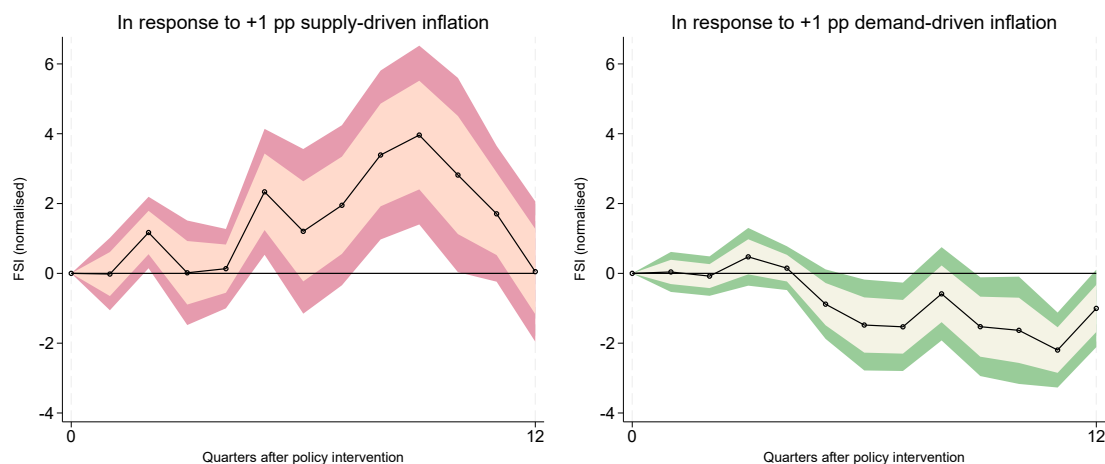 In response to +1 pp supply-driven inflation
FSI (normalised)
6
4
2
0
-2
-4
0
12
Quarters after policy intervention
In response to +1 pp demand-driven inflation
FSI (normalised)
6
4
2
0
-2
-4
0
12
Quarters after policy intervention